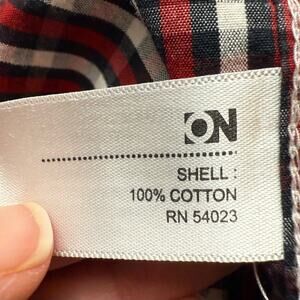 ON
SHELL :
100% COTTON
RN 54023